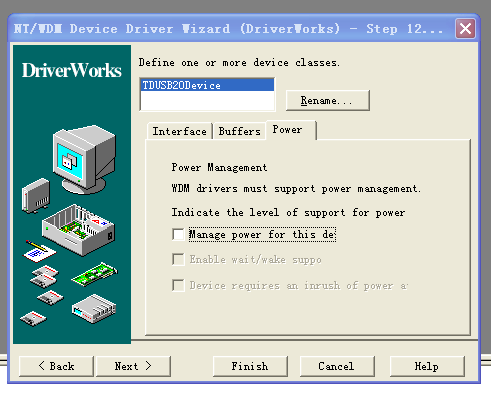 NT/WDM Device Driver Wizard (DriverWorks) - Step 12...
DriverWorks
Define one or more device classes.
TDUSB20Device
Rename...
Interface Buffers Power
Power Management
WDM drivers must support power management.
Indicate the level of support for power
Manage power for this de
Enable wait/wake suppo
Device requires an inrush of power a
< Back Next > Finish Cancel Help